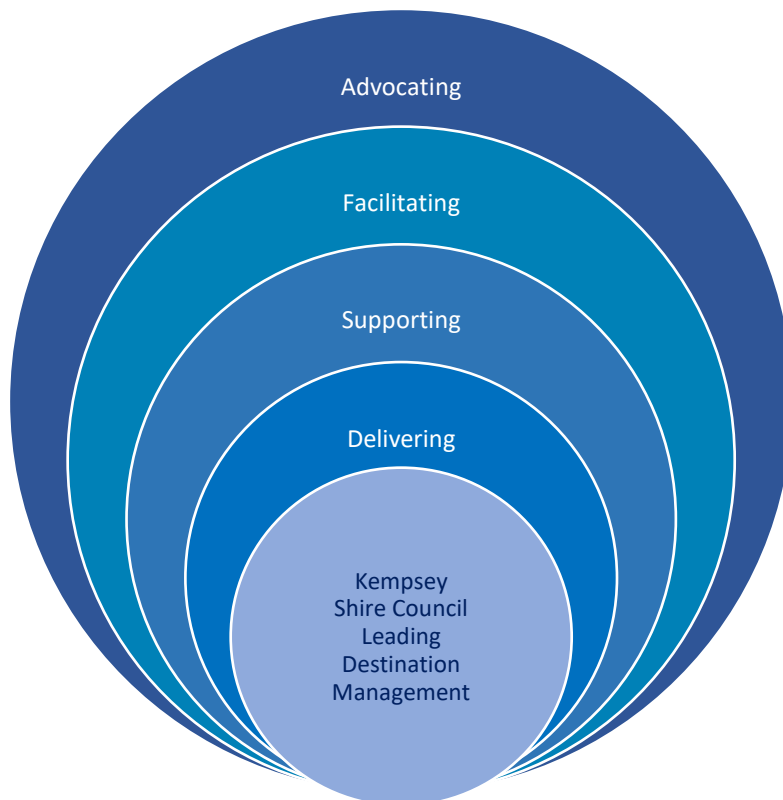 Advocating
Facilitating
Supporting
Delivering
Kempsey
Shire Council
Leading
Destination
Management